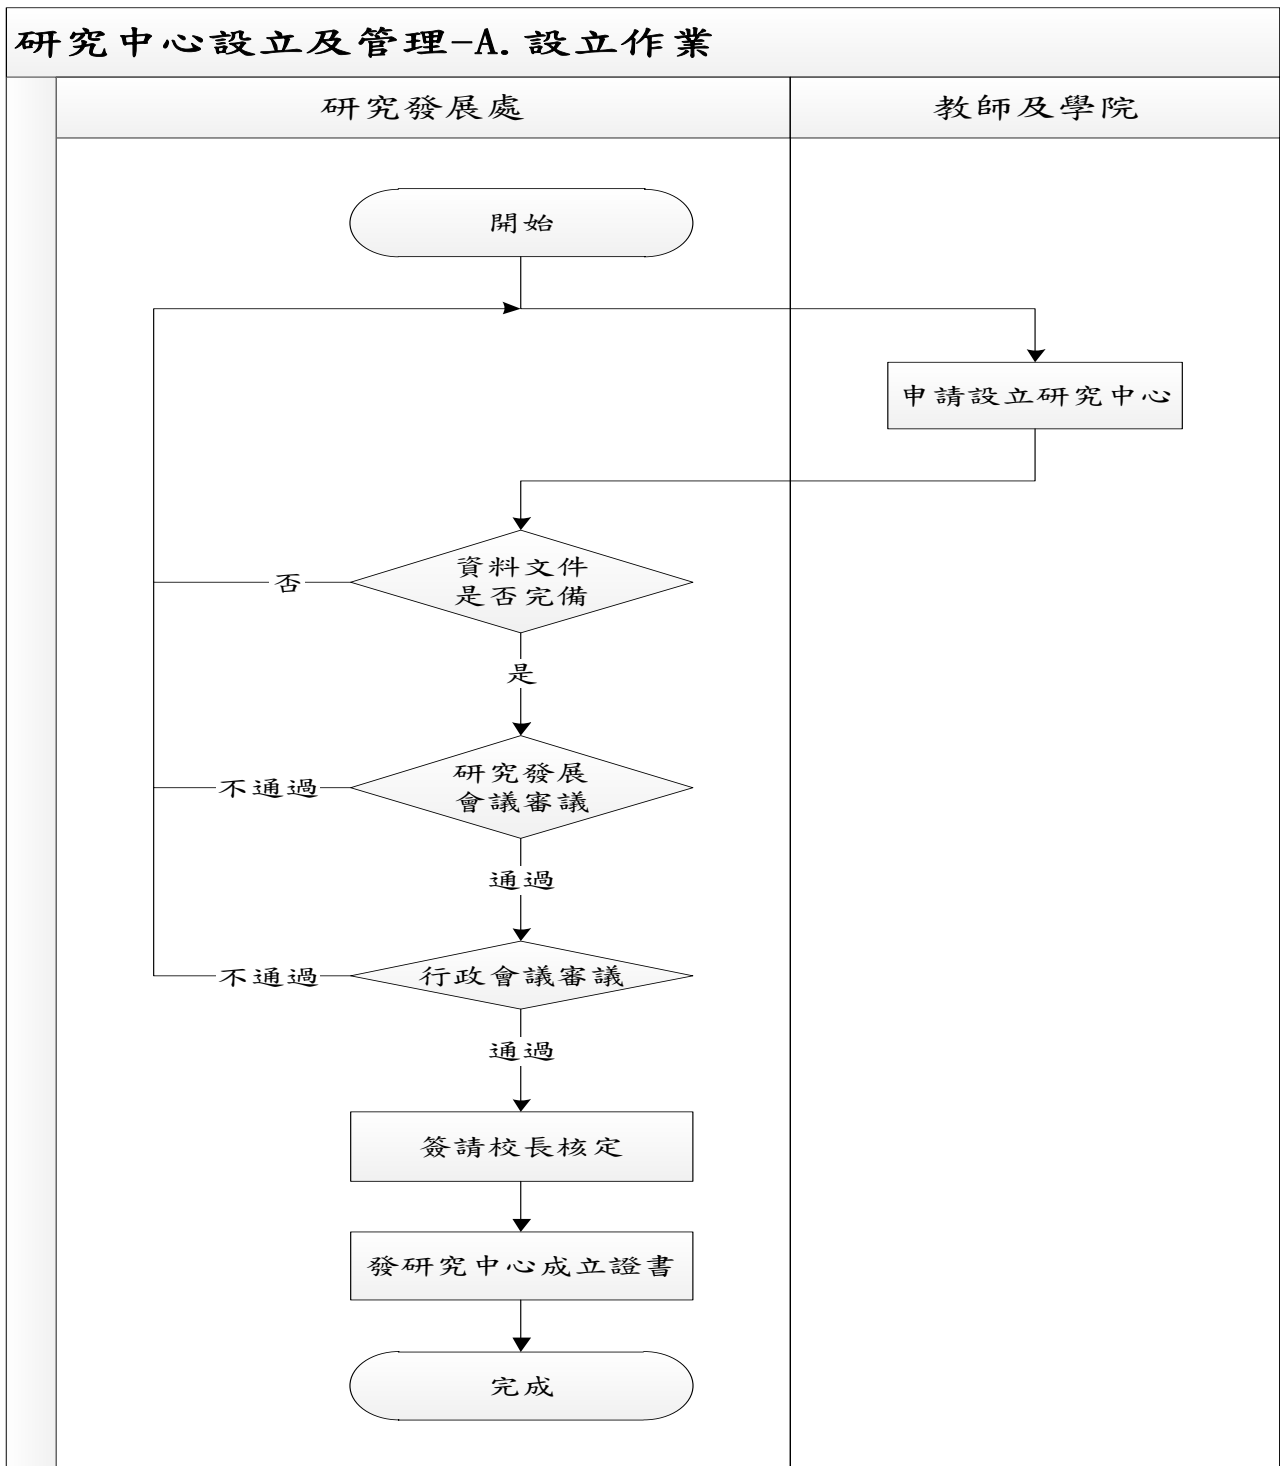 研究中心設立及管理-A.設立作業
研究發展處
教師及學院
開始
申請設立研究中心
資料文件
是否完備
否
是
研究發展
會議審議
不通過
通過
行政會議審議
不通過
通過
簽請校長核定
發研究中心成立證書
完成